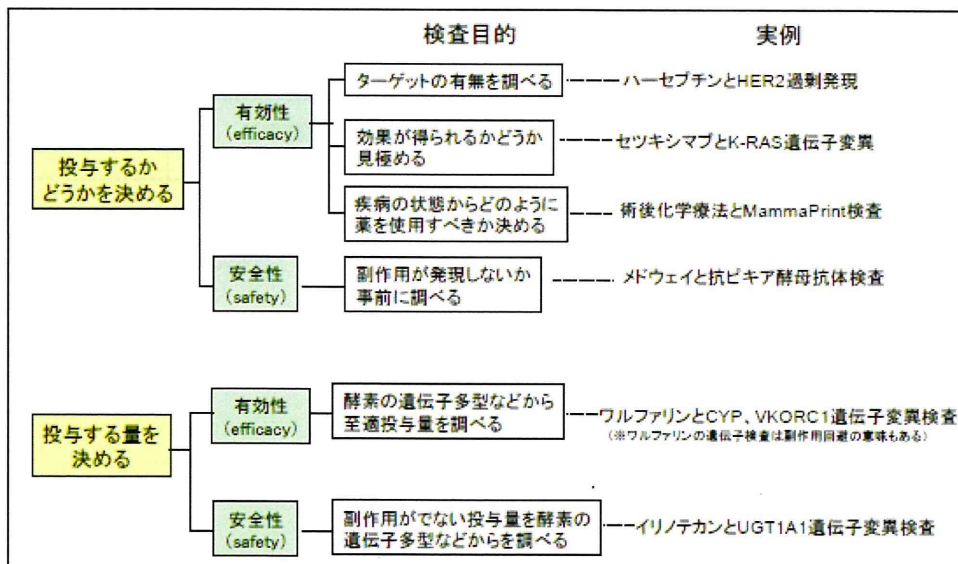 検査目的
実例
投与するか
どうかを決める
有効性
(efficacy)
ターゲットの有無を調べる
ハーセプチンとHER2過剰発現
効果が得られるかどうか
見極める
セツキシマブとK-RAS遺伝子変異
疾病の状態からどのように
薬を使用すべきか決める
術後化学療法とMammaPrint検査
安全性
(safety)
副作用が発現しないか
事前に調べる
メドウェイと抗ピキア酵母抗体検査
投与する量を
決める
有効性
(efficacy)
酵素の遺伝子多型などから
至適投与量を調べる
ワルファリンとCYP、VKORC1遺伝子変異検査
(※ワルファリンの遺伝子検査は副作用回避の意味もある)
安全性
(safety)
副作用がでない投与量を酵素の
遺伝子多型などからを調べる
イリノテカンとUGT1A1遺伝子変異検査